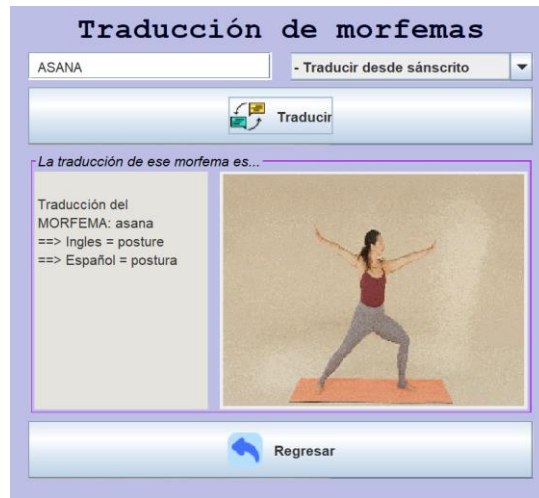 Traducción de morfemas
ASANA
- Traducir desde sánscrito
Traducir
La traducción de ese morfema es...
Traducción del
MORFEMA: asana
==> Ingles = posture
==> Español = postura
Regresar